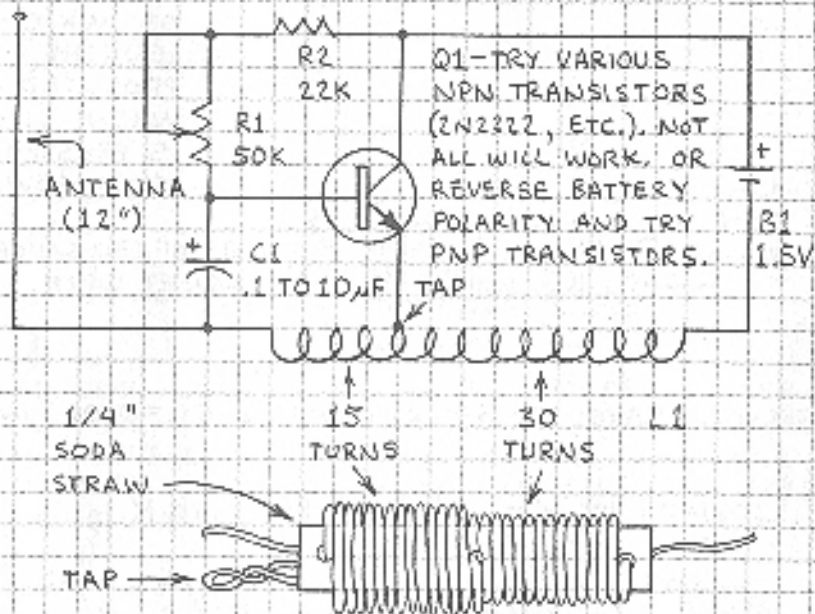 R2
22K
R1
50K
Q1-TRY VARIOUS
NPN TRANSISTORS
(2N2222, ETC.). NOT
ALL WILL WORK. OR
REVERSE BATTERY
POLARITY AND TRY
PNP TRANSISTORS.
+
B1
1.5V
ANTENNA
(12")
+
C1
.1 TO 10µF
TAP
15
TURNS
30
TURNS
L1
1/4"
SODA
STRAW
TAP